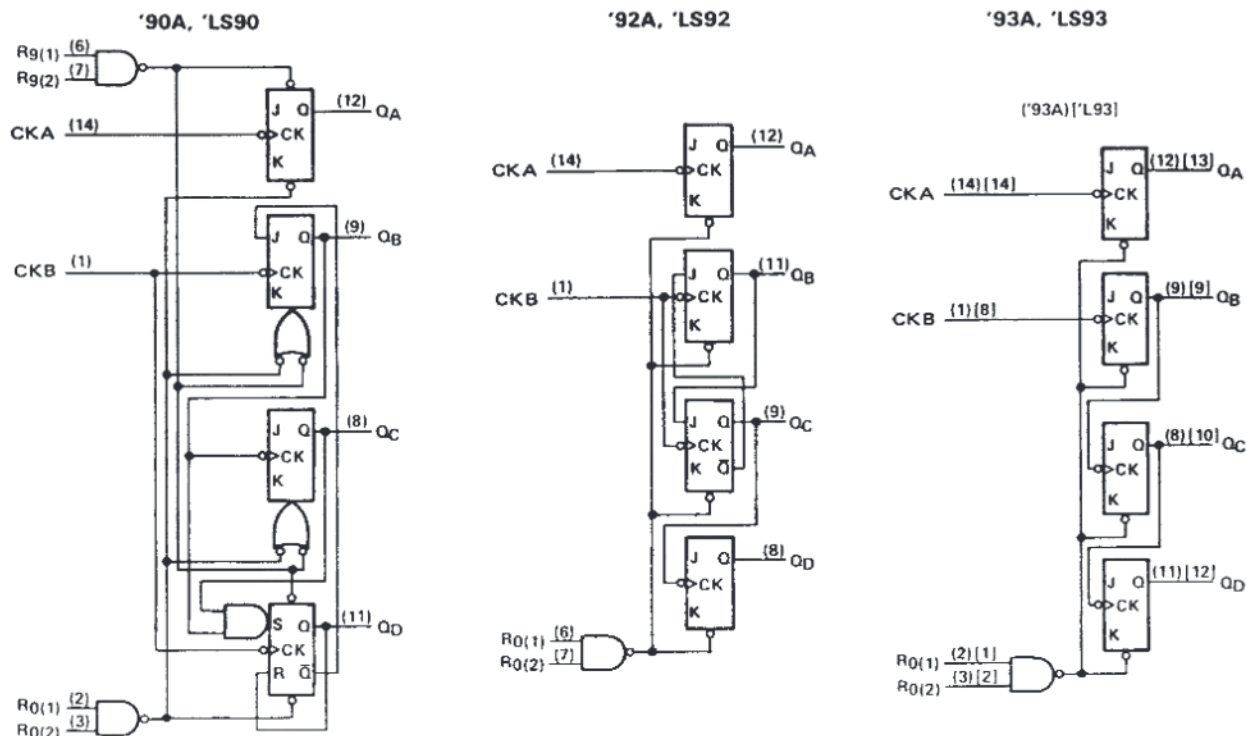 '90A, 'LS90
R9(1) (6)
R9(2) (7)
J Q (12) QA
CKA (14) CK
K
J Q (9) QB
CKB (1) CK
K
J Q (8) QC
CK
K
S Q (11) QD
CK
R Q̅
R0(1) (2)
R0(2) (3)
'92A, 'LS92
J Q (12) QA
CKA (14) CK
K
J Q (11) QB
CKB (1) CK
K
J Q (9) QC
CK
K Q̅
J Q (8) QD
CK
K
R0(1) (6)
R0(2) (7)
'93A, 'LS93
('93A) ['L93]
J Q (12) [13] QA
CKA (14) [14] CK
K
J Q (9) [9] QB
CKB (1) [8] CK
K
J Q (8) [10] QC
CK
K
J Q (11) [12] QD
CK
K
R0(1) (2) [1]
R0(2) (3) [2]